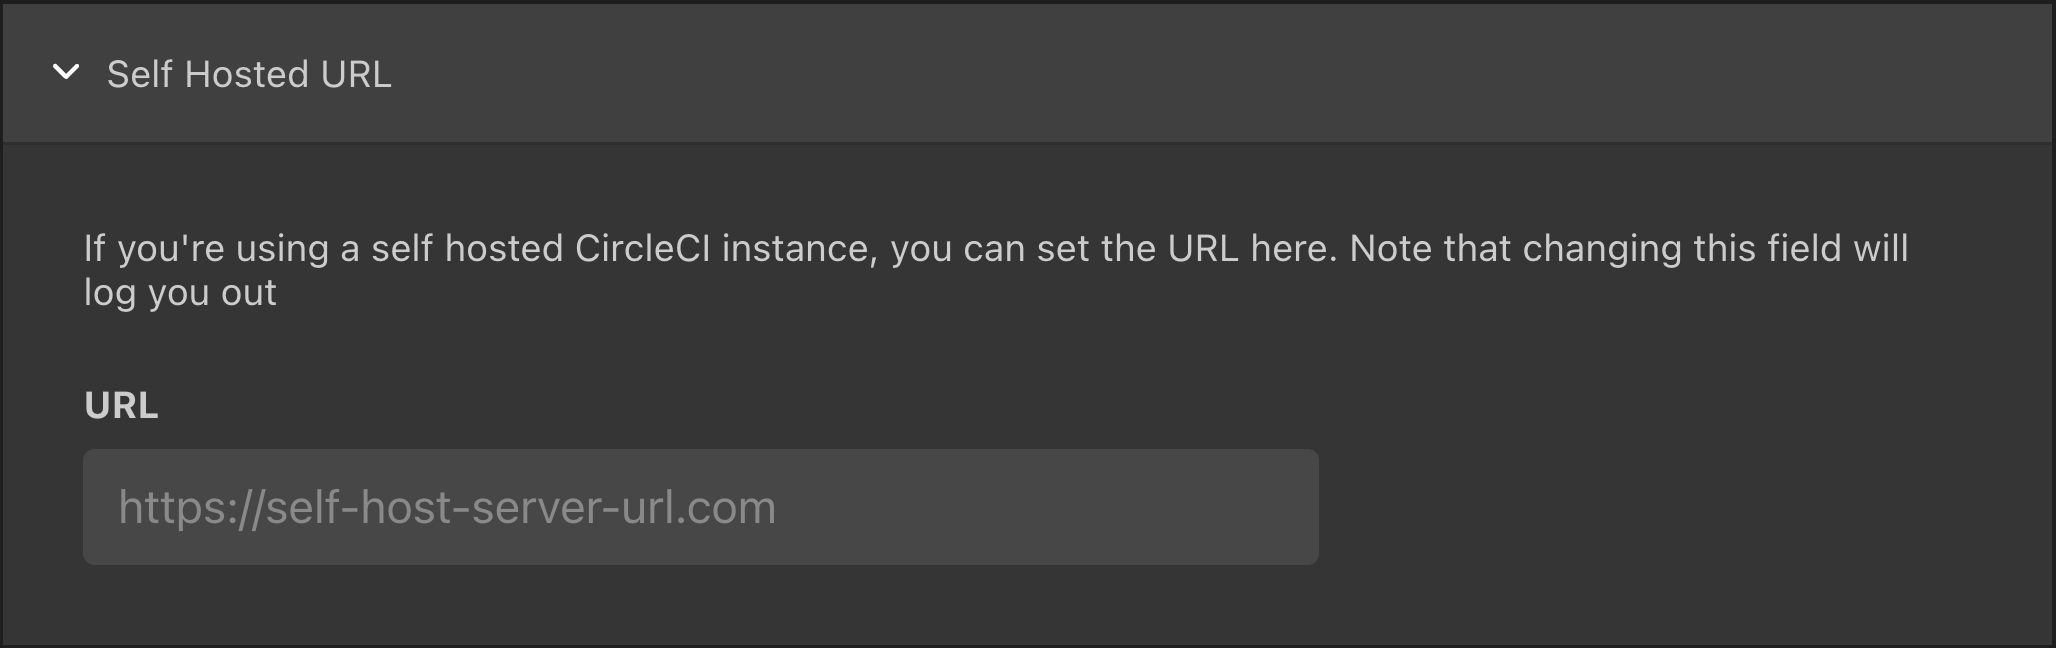 Self Hosted URL
If you're using a self hosted CircleCI instance, you can set the URL here. Note that changing this field will
log you out
URL
https://self-host-server-url.com